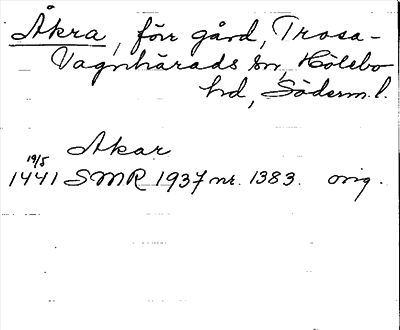 Åkra, förr gård, Trosa-
Vagnhärads sn, Hölebo
hd, Söderm. l.
Akar
19/5
1441 SMR 1937 nr. 1383. orig.